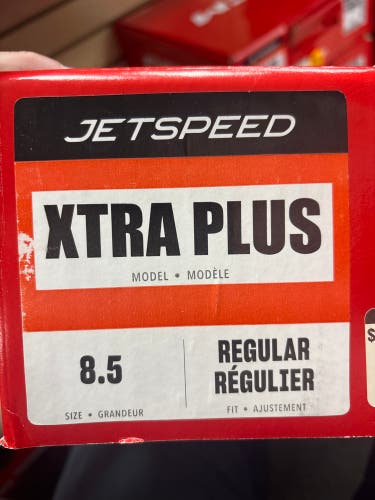 JETSPEED
XTRA PLUS
MODEL • MODÈLE
8.5
SIZE • GRANDEUR
REGULAR
RÉGULIER
FIT • AJUSTEMENT
$